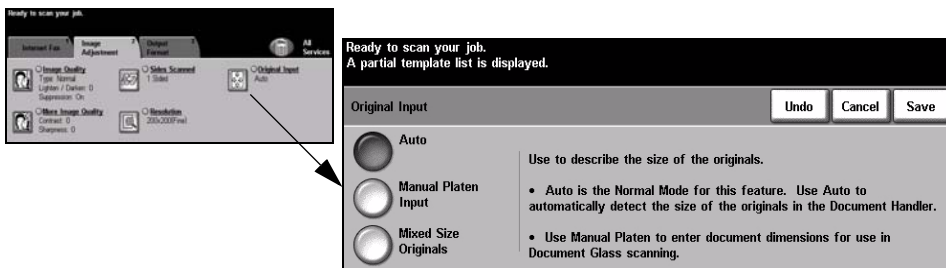 Ready to scan your job.
Internet Fax 1
Image Adjustment 2
Output Format 3
All Services
Image Quality
Type: Normal
Lighten / Darken: 0
Suppression: On
Sides Scanned
1 Sided
Original Input
Auto
More Image Quality
Contrast: 0
Sharpness: 0
Resolution
200x200(Fine)
Ready to scan your job.
A partial template list is displayed.
Original Input
Undo
Cancel
Save
Auto
Manual Platen
Input
Mixed Size
Originals
Use to describe the size of the originals.
• Auto is the Normal Mode for this feature. Use Auto to
automatically detect the size of the originals in the Document Handler.
• Use Manual Platen to enter document dimensions for use in
Document Glass scanning.